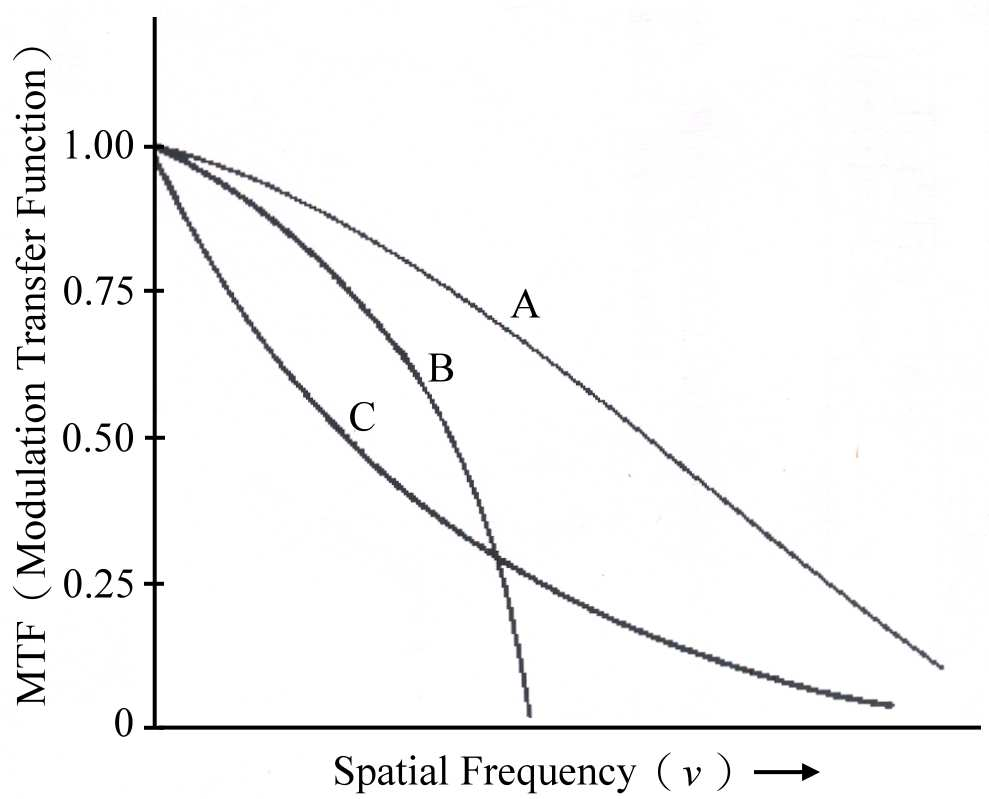 MTF（Modulation Transfer Function）
1.00
0.75
0.50
0.25
0
A
B
C
Spatial Frequency（v）